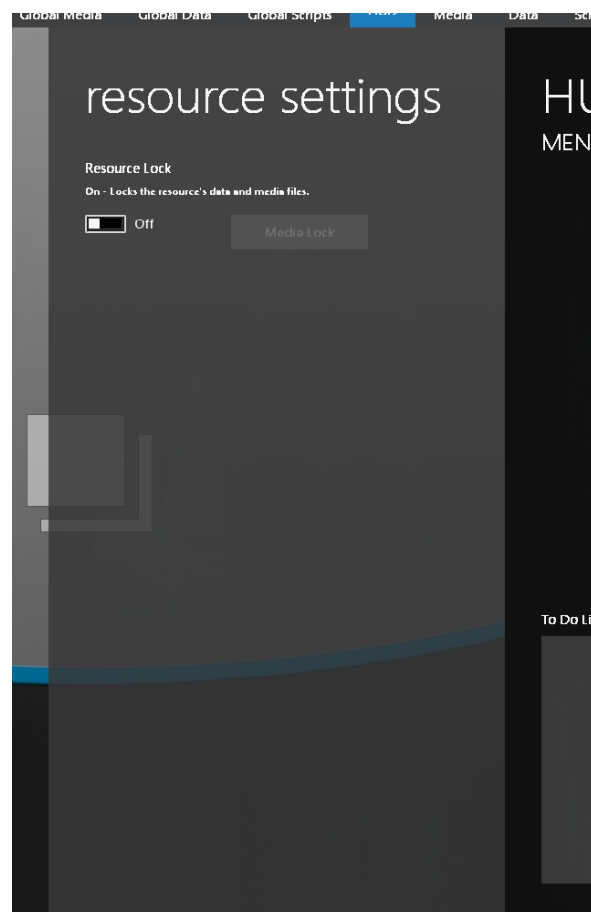 Global Media Global Data Global Scripts Media Data
resource settings
Resource Lock
On - Locks the resource's data and media files.
Off
Media Lock
MEN
To Do Li